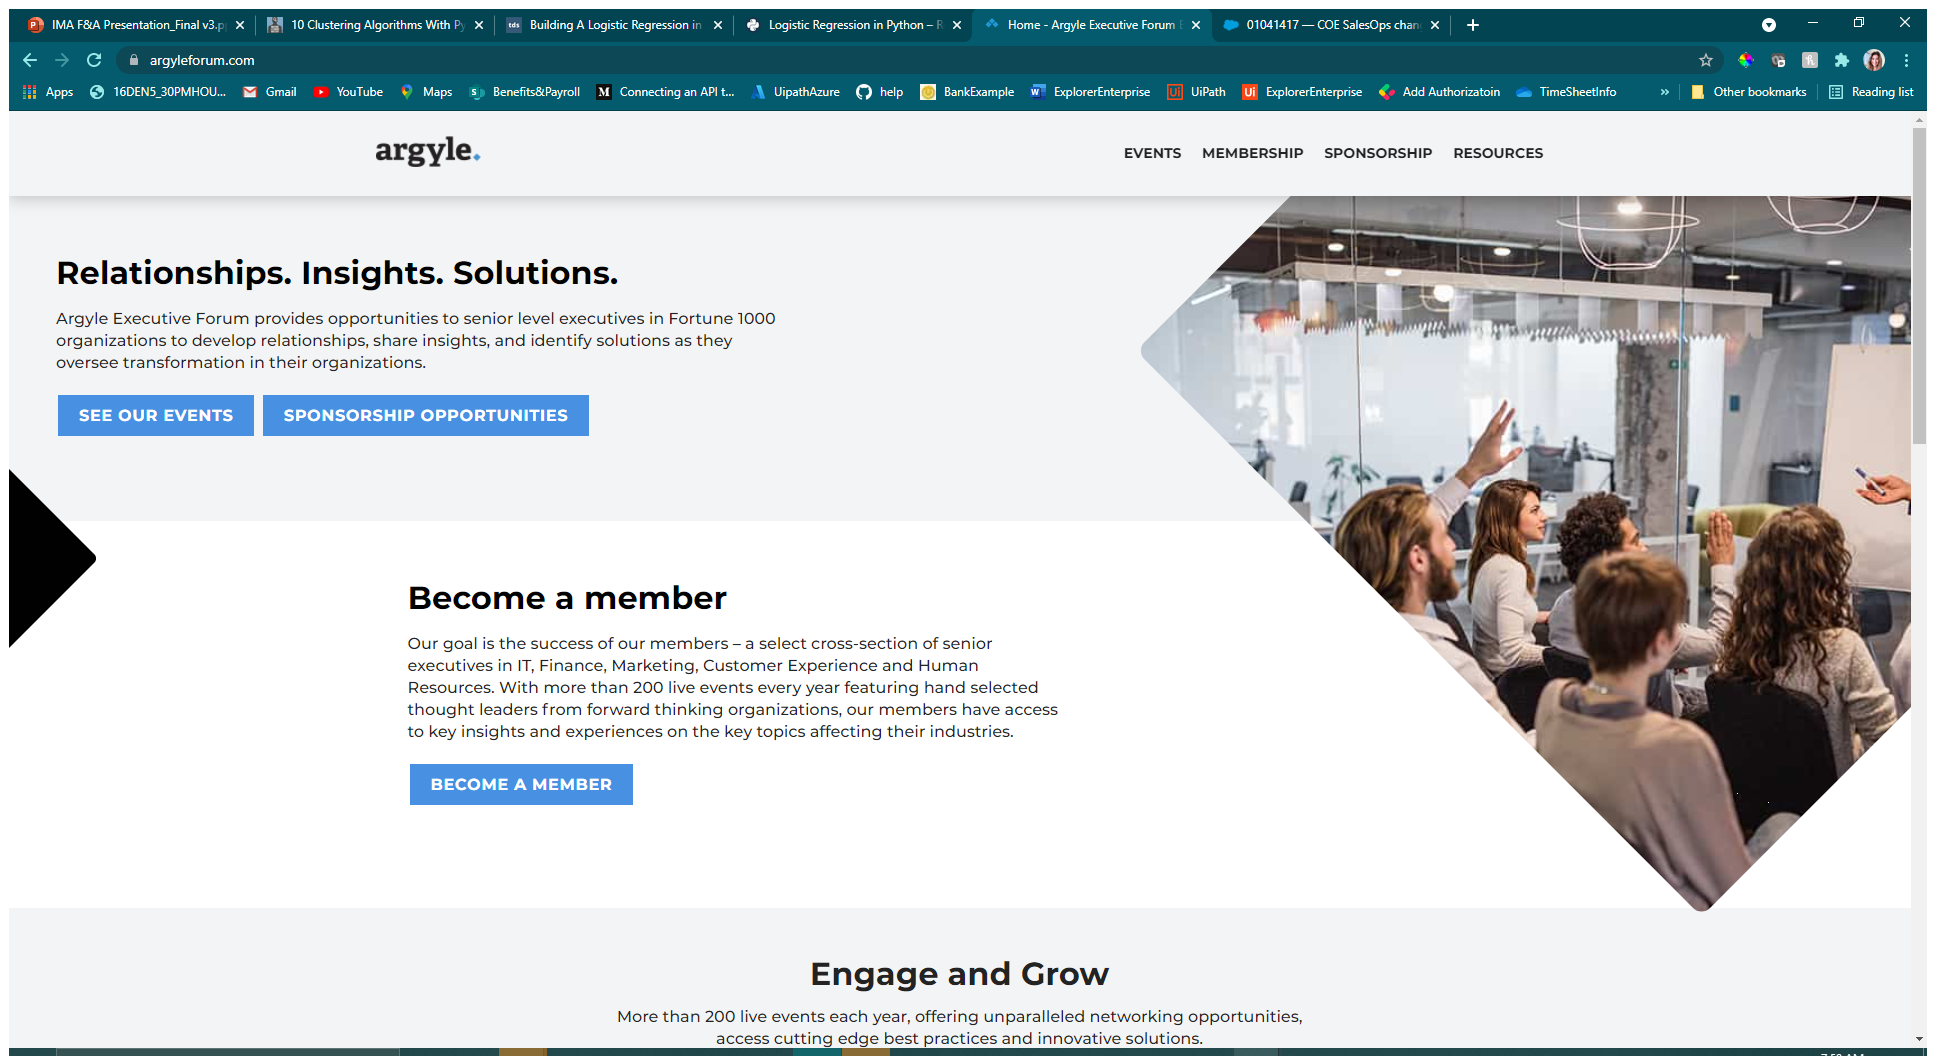 IMA F&A Presentation_Final v3.p
10 Clustering Algorithms With Py
tds
Building A Logistic Regression in
Logistic Regression in Python – R
Home - Argyle Executive Forum
01041417 — COE SalesOps chan
argyleforum.com
Apps
16DEN5_30PMHOU...
Gmail
YouTube
Maps
Benefits&Payroll
Connecting an API t...
UipathAzure
help
BankExample
ExplorerEnterprise
UiPath
ExplorerEnterprise
Add Authorizatoin
TimeSheetInfo
»
Other bookmarks
Reading list
argyle.
EVENTS
MEMBERSHIP
SPONSORSHIP
RESOURCES
Relationships. Insights. Solutions.
Argyle Executive Forum provides opportunities to senior level executives in Fortune 1000
organizations to develop relationships, share insights, and identify solutions as they
oversee transformation in their organizations.
SEE OUR EVENTS
SPONSORSHIP OPPORTUNITIES
Become a member
Our goal is the success of our members – a select cross-section of senior
executives in IT, Finance, Marketing, Customer Experience and Human
Resources. With more than 200 live events every year featuring hand selected
thought leaders from forward thinking organizations, our members have access
to key insights and experiences on the key topics affecting their industries.
BECOME A MEMBER
Engage and Grow
More than 200 live events each year, offering unparalleled networking opportunities,
access cutting edge best practices and innovative solutions.